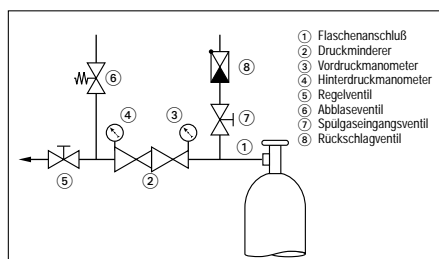 ① Flaschenanschluß
② Druckminderer
③ Vordruckmanometer
④ Hinterdruckmanometer
⑤ Regelventil
⑥ Abblaseventil
⑦ Spülgaseingangsventil
⑧ Rückschlagventil
⑥
⑧
④
③
⑦
①
⑤
②